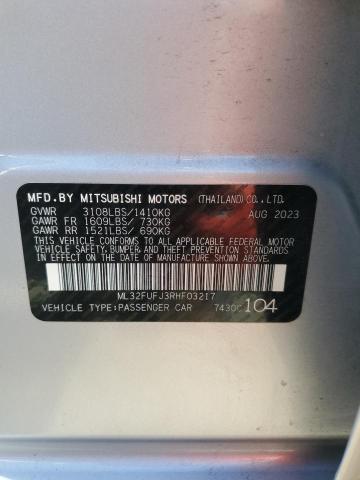 MFD.BY MITSUBISHI MOTORS (THAILAND) CO., LTD.
GVWR 3108LBS/1410KG AUG 2023
GAWR FR 1609LBS/ 730KG
GAWR RR 1521LBS/ 690KG
THIS VEHICLE CONFORMS TO ALL APPLICABLE FEDERAL MOTOR
VEHICLE SAFETY, BUMPER, AND THEFT PREVENTION STANDARDS
IN EFFECT ON THE DATE OF MANUFACTURE SHOWN ABOVE.
ML32FUFJ3RHF03217
VEHICLE TYPE:PASSENGER CAR 7430C 104